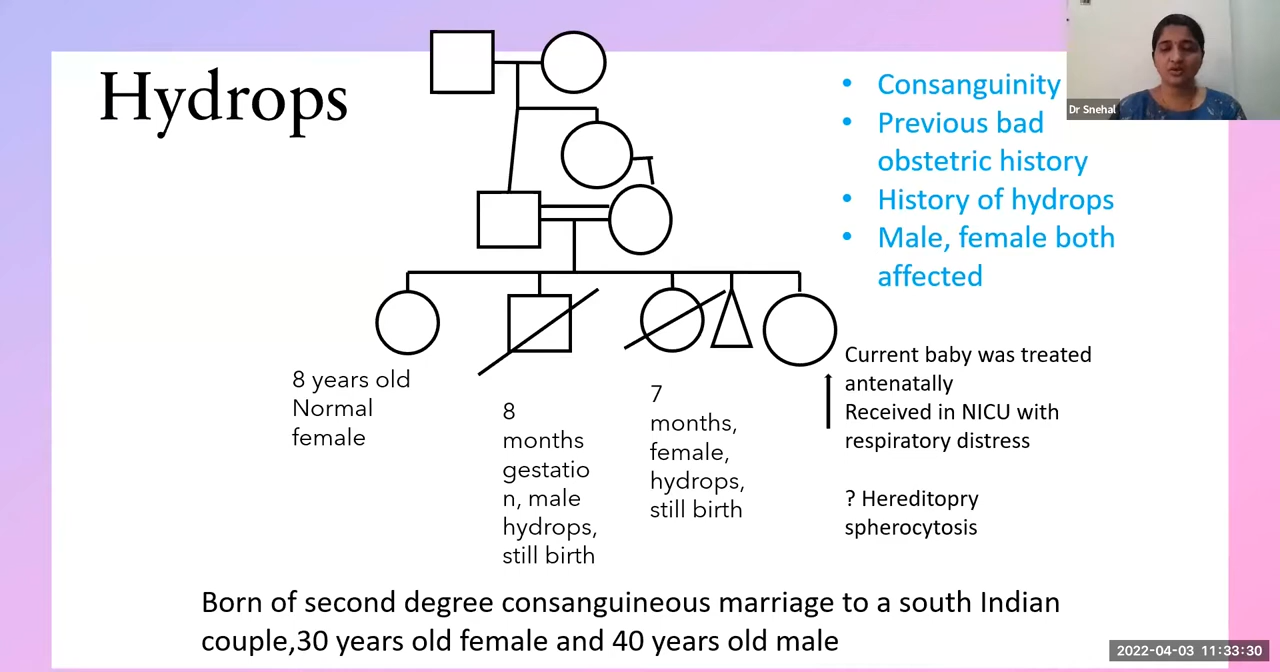 Hydrops
• Consanguinity
• Previous bad
obstetric history
• History of hydrops
• Male, female both
affected
Dr Snehal
8 years old
Normal
female
8
months
gestatio
n, male
hydrops,
still birth
7
months,
female,
hydrops,
still birth
Current baby was treated
antenatally
Received in NICU with
respiratory distress
? Hereditopry
spherocytosis
Born of second degree consanguineous marriage to a south Indian
couple,30 years old female and 40 years old male
2022-04-03 11:33:30